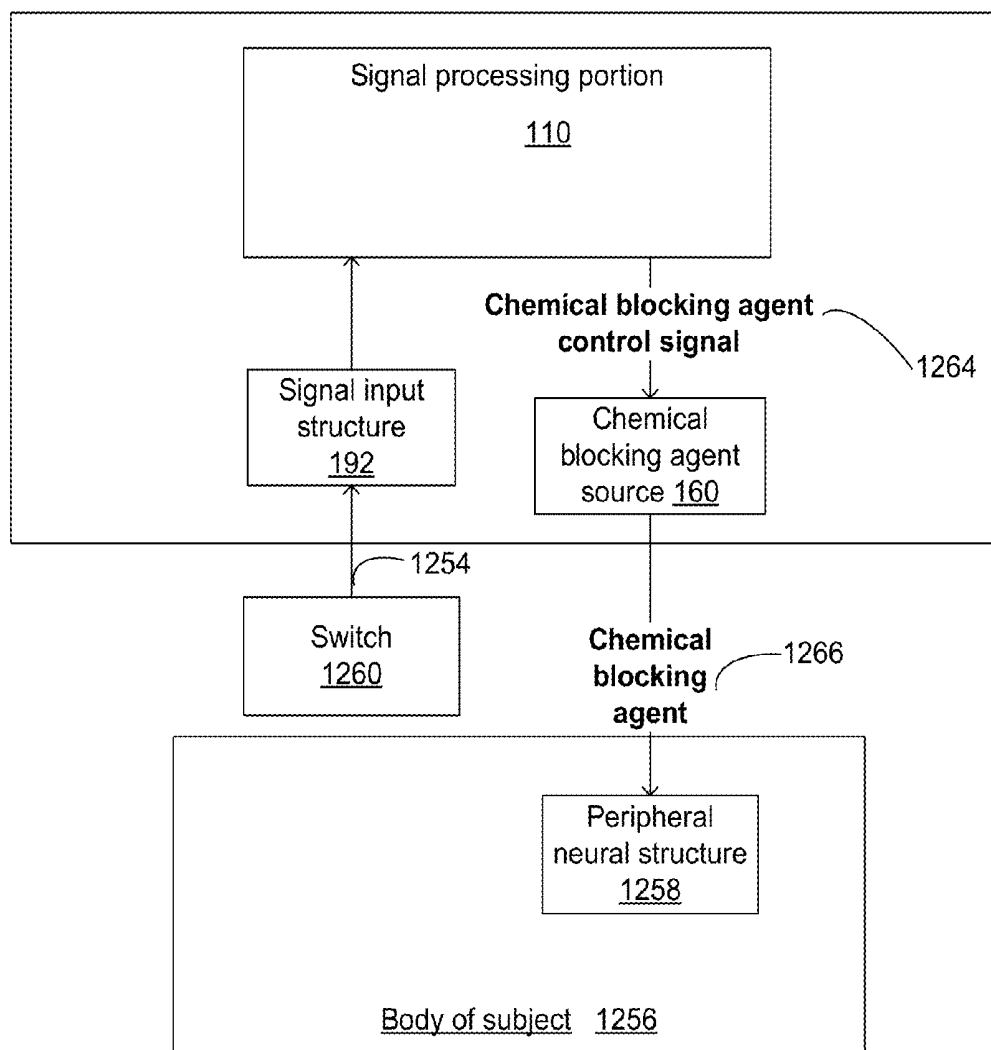 Signal processing portion
110
Chemical blocking agent
control signal
1264
Signal input
structure
192
Chemical
blocking agent
source 160
1254
Switch
1260
Chemical
blocking
agent
1266
Peripheral
neural structure
1258
Body of subject 1256